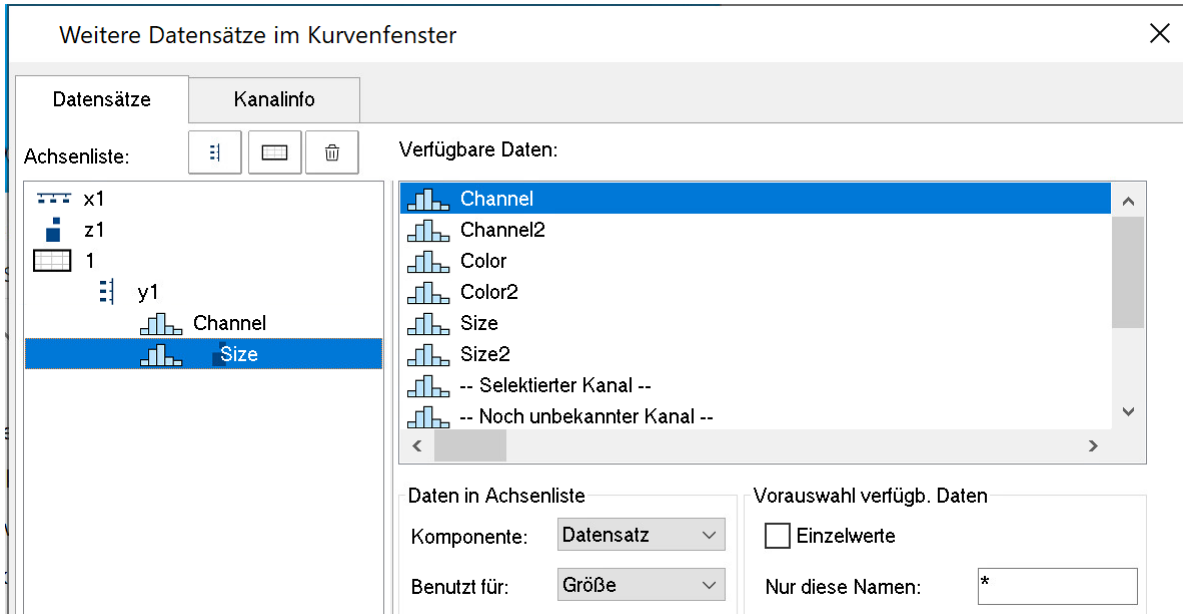 Weitere Datensätze im Kurvenfenster
Datensätze
Kanalinfo
Achsenliste:
x1
z1
1
y1
Channel
Size
Verfügbare Daten:
Channel
Channel2
Color
Color2
Size
Size2
-- Selektierter Kanal --
-- Noch unbekannter Kanal --
Daten in Achsenliste
Komponente: Datensatz
Benutzt für: Größe
Vorauswahl verfügb. Daten
Einzelwerte
Nur diese Namen: *